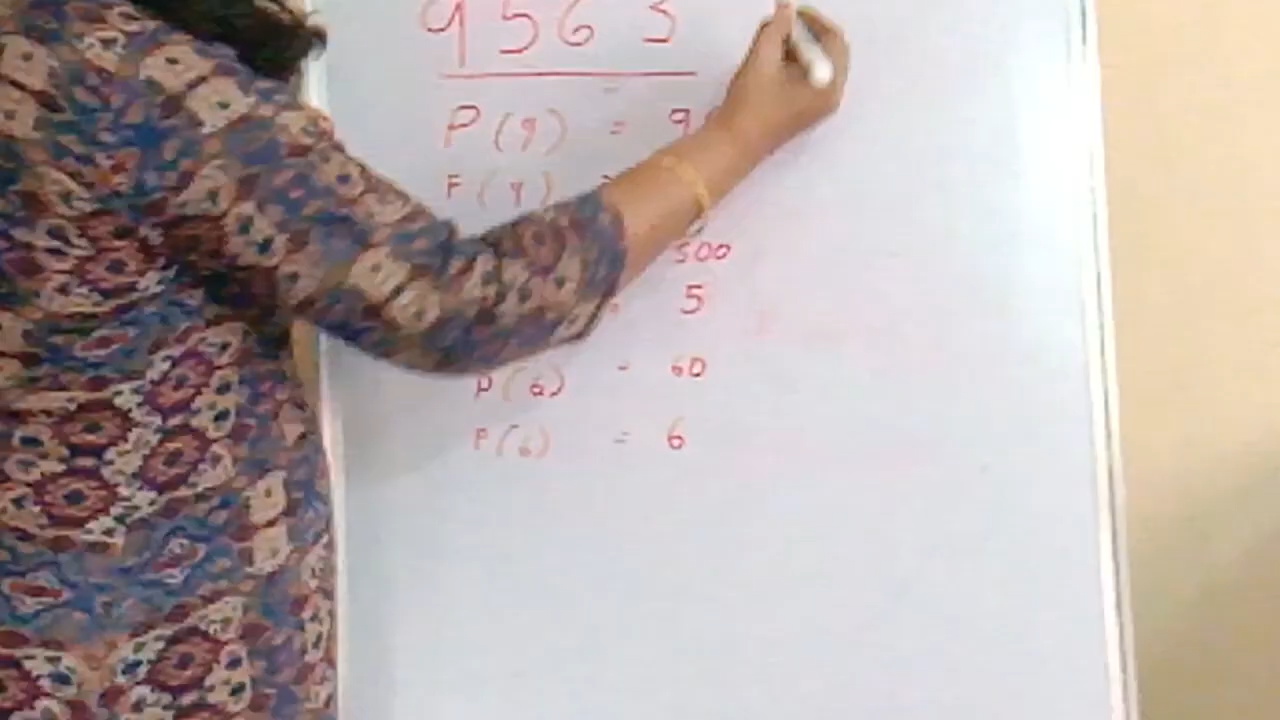 9563
P(9) = 9
F(9)
500
5
P(6) = 60
F(6) = 6